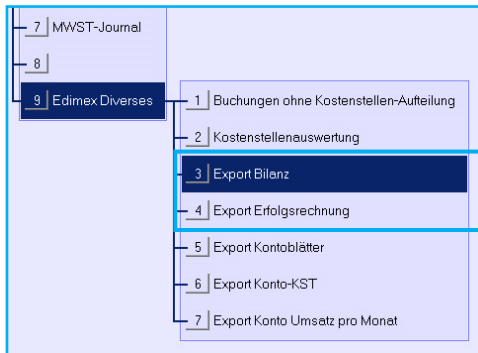 7 MWST-Journal
8
9 Edimex Diverses
1 Buchungen ohne Kostenstellen-Aufteilung
2 Kostenstellenauswertung
3 Export Bilanz
4 Export Erfolgsrechnung
5 Export Kontoblätter
6 Export Konto-KST
7 Export Konto Umsatz pro Monat